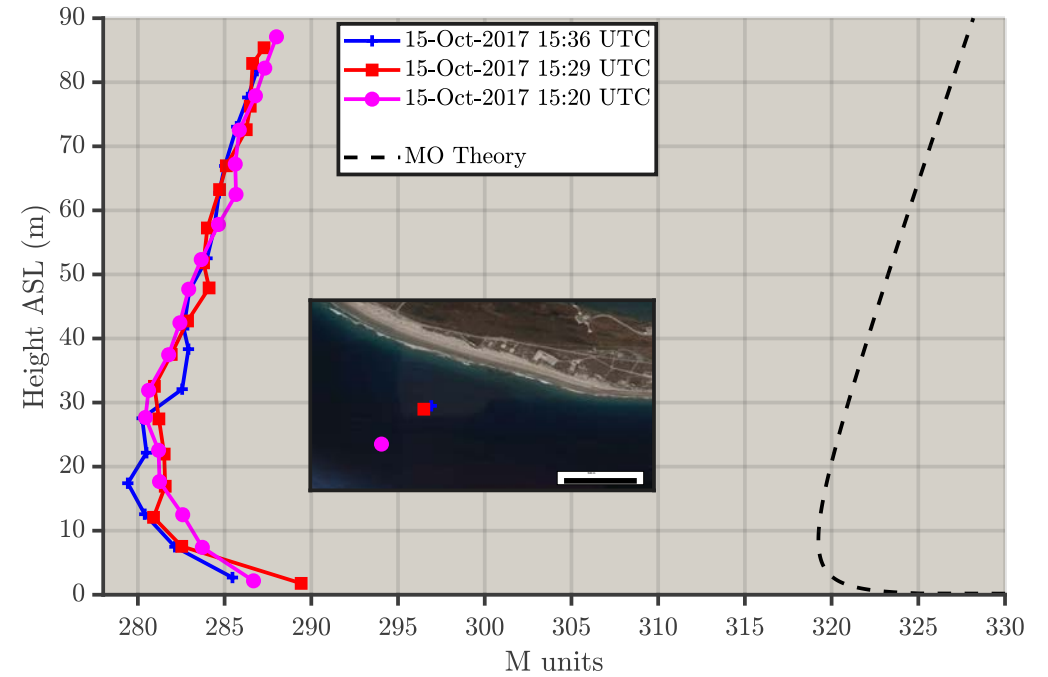 90
80
70
60
50
40
30
20
10
0
Height ASL (m)
15-Oct-2017 15:36 UTC
15-Oct-2017 15:29 UTC
15-Oct-2017 15:20 UTC
MO Theory
280 285 290 295 300 305 310 315 320 325 330
M units